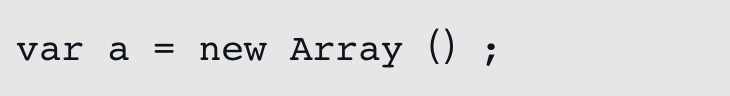 var a = new Array () ;